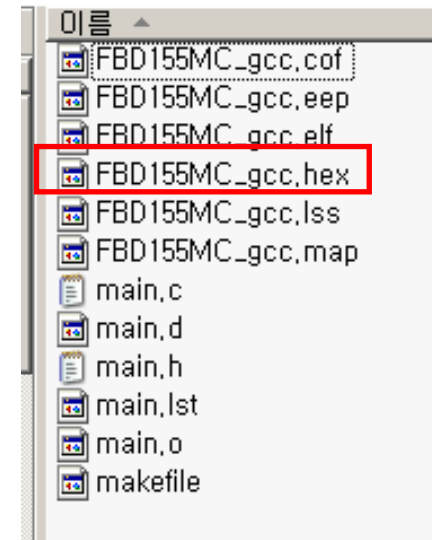 이름
FBD155MC_gcc.cof
FBD155MC_gcc.eep
FBD155MC_gcc.elf
FBD155MC_gcc.hex
FBD155MC_gcc.lss
FBD155MC_gcc.map
main.c
main.d
main.h
main.lst
main.o
makefile